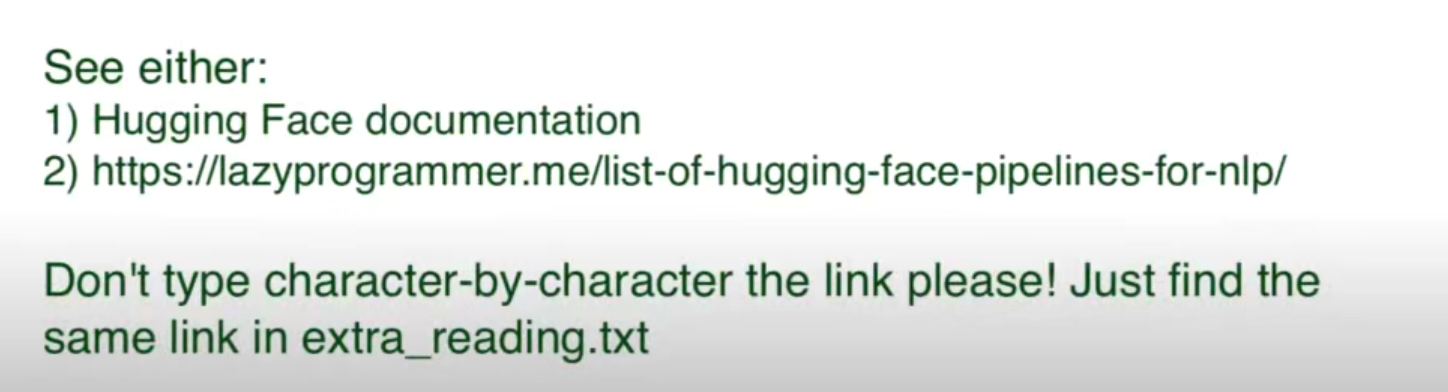 See either:
1) Hugging Face documentation
2) https://lazyprogrammer.me/list-of-hugging-face-pipelines-for-nlp/
Don't type character-by-character the link please! Just find the
same link in extra_reading.txt